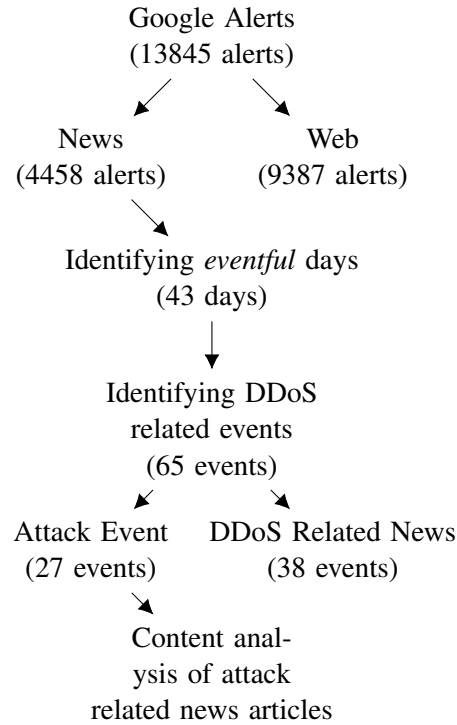 Google Alerts
(13845 alerts)
News
(4458 alerts)
Web
(9387 alerts)
Identifying eventful days
(43 days)
Identifying DDoS
related events
(65 events)
Attack Event
(27 events)
DDoS Related News
(38 events)
Content anal-
ysis of attack
related news articles